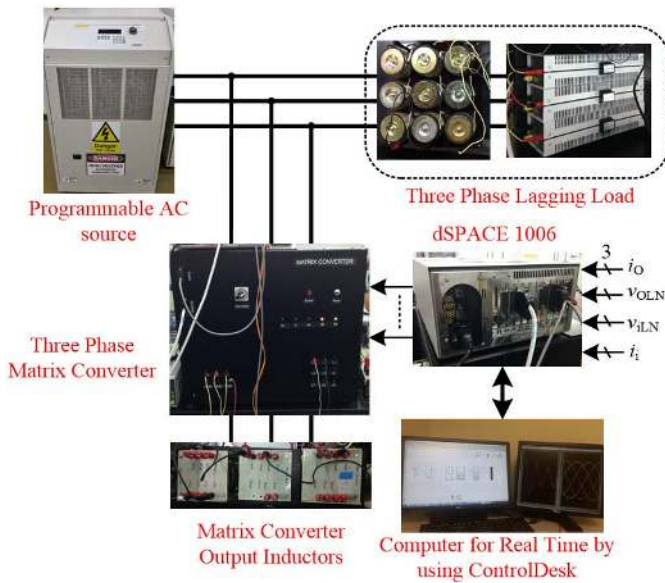 Danger
DANGER
Programmable AC
source
Three Phase Lagging Load
dSPACE 1006
MATRIX CONVERTER
3
iO
vOLN
viLN
ii
Three Phase
Matrix Converter
Matrix Converter
Output Inductors
Computer for Real Time by
using ControlDesk